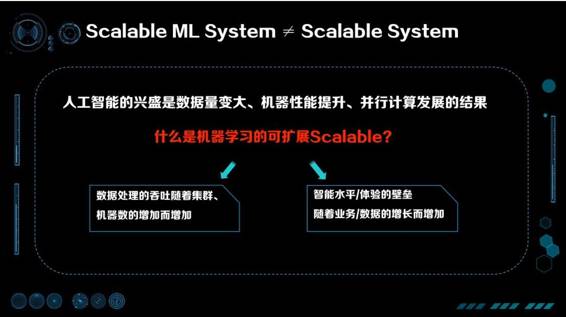 Scalable ML System ≠ Scalable System
人工智能的兴盛是数据量变大、机器性能提升、并行计算发展的结果
什么是机器学习的可扩展Scalable?
数据处理的吞吐随着集群、
机器数的增加而增加
智能水平/体验的壁垒
随着业务/数据的增长而增加